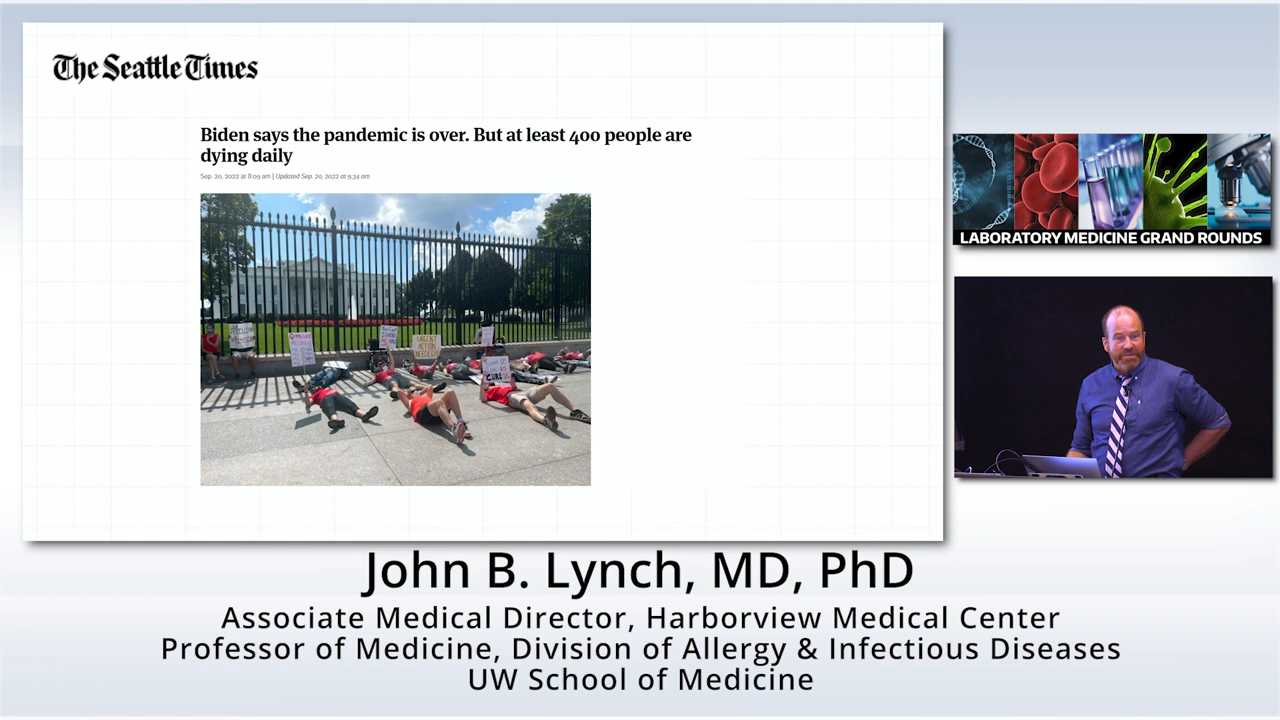 The Seattle Times
Biden says the pandemic is over. But at least 400 people are
dying daily
Sep. 20, 2022 at 8:09 am | Updated Sep. 20, 2022 at 9:34 am
URGENT
ACTION
CURE
LABORATORY MEDICINE GRAND ROUNDS
John B. Lynch, MD, PhD
Associate Medical Director, Harborview Medical Center
Professor of Medicine, Division of Allergy & Infectious Diseases
UW School of Medicine